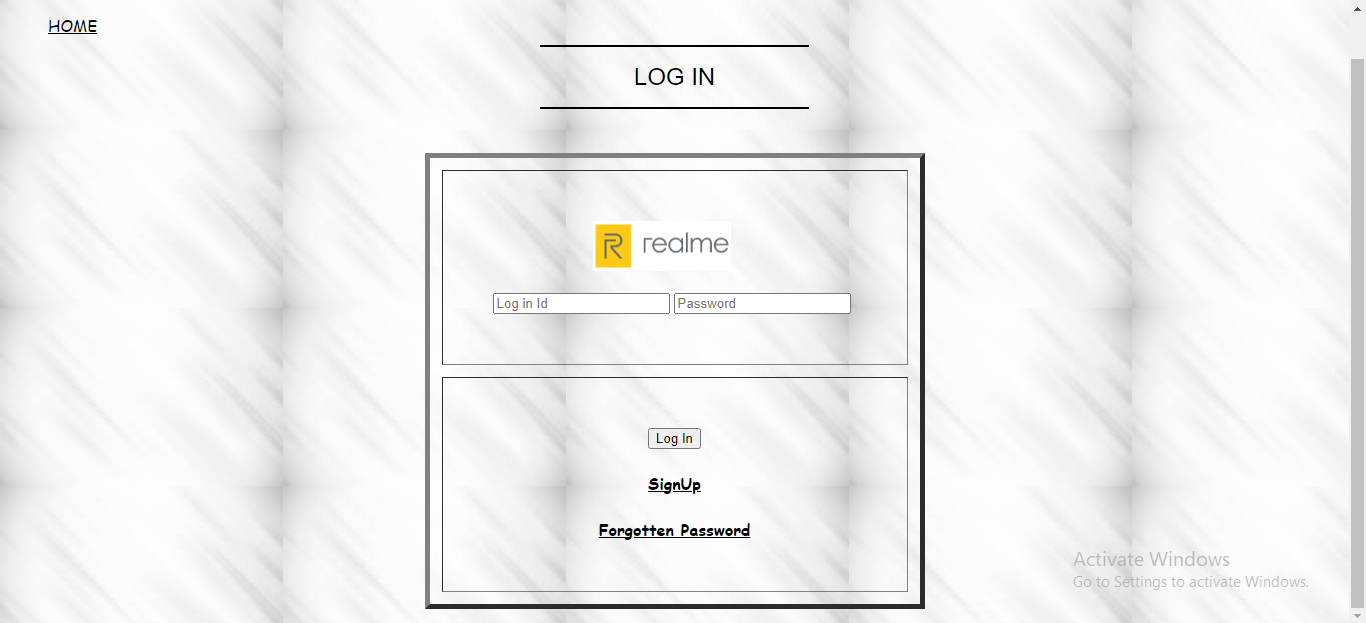 HOME
LOG IN
R realme
Log in Id Password
Log In
SignUp
Forgotten Password
Activate Windows
Go to Settings to activate Windows.